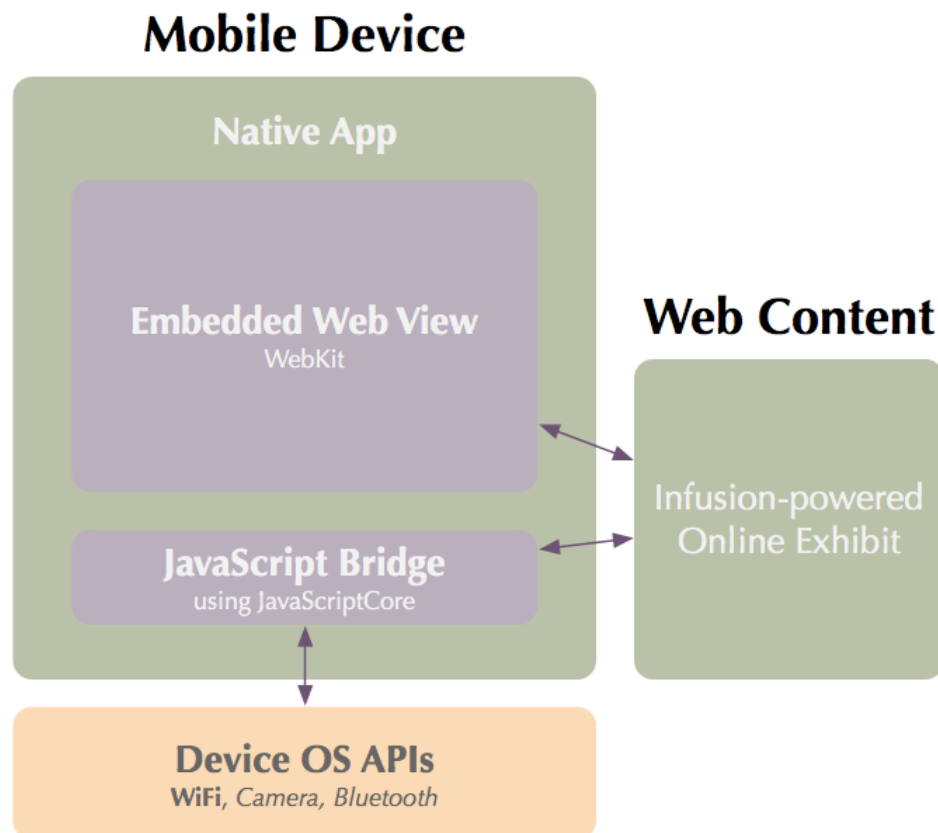 Mobile Device
Native App
Embedded Web View
WebKit
JavaScript Bridge
using JavaScriptCore
Device OS APIs
WiFi, Camera, Bluetooth
Web Content
Infusion-powered
Online Exhibit